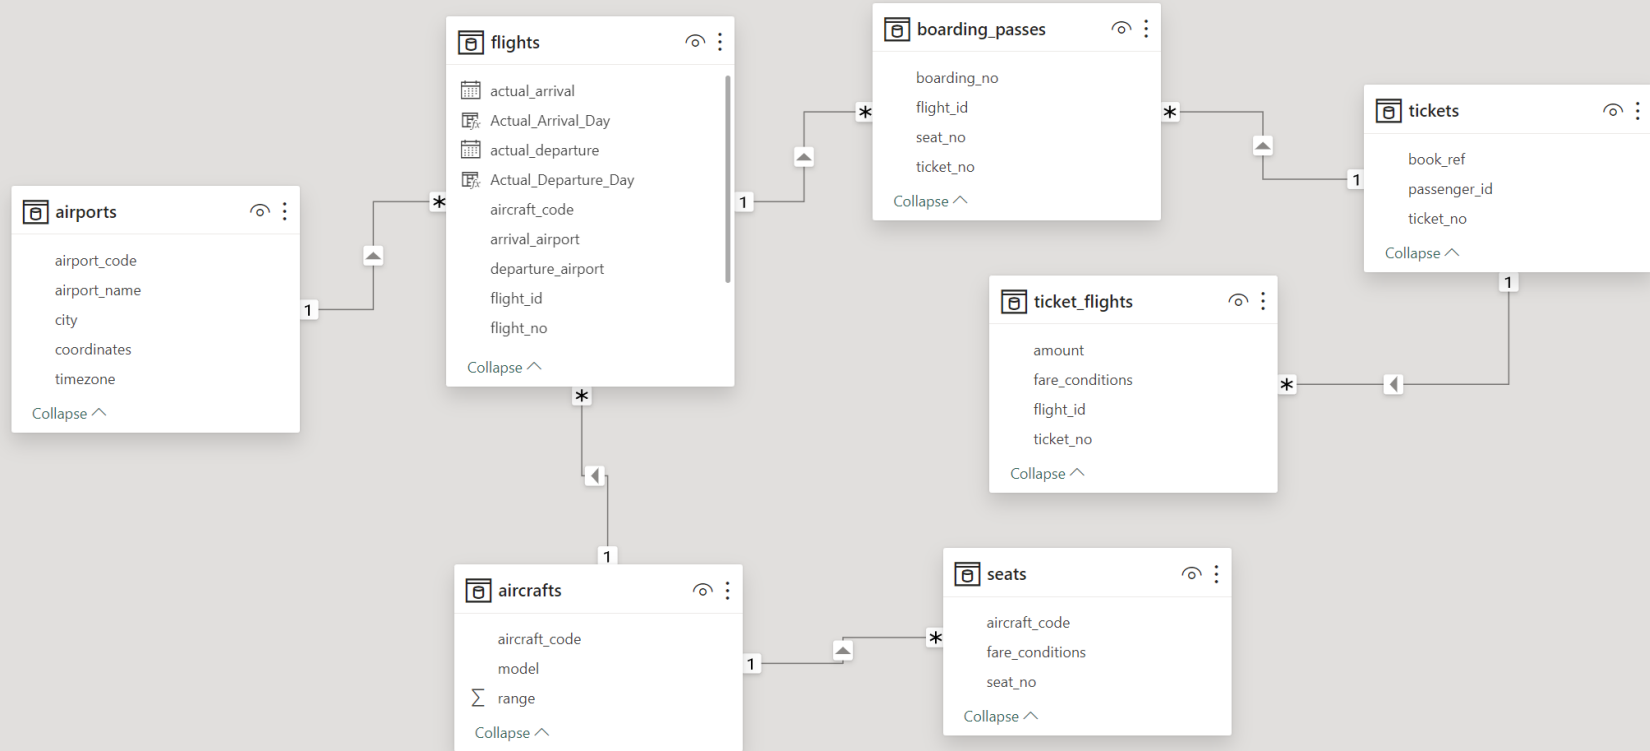 flights
actual_arrival
Actual_Arrival_Day
actual_departure
Actual_Departure_Day
aircraft_code
arrival_airport
departure_airport
flight_id
flight_no
Collapse
boarding_passes
boarding_no
flight_id
seat_no
ticket_no
Collapse
tickets
book_ref
passenger_id
ticket_no
Collapse
airports
airport_code
airport_name
city
coordinates
timezone
Collapse
1
*
1
*
*
1
ticket_flights
amount
fare_conditions
flight_id
ticket_no
Collapse
*
1
*
1
aircrafts
aircraft_code
model
∑ range
Collapse
1
*
seats
aircraft_code
fare_conditions
seat_no
Collapse